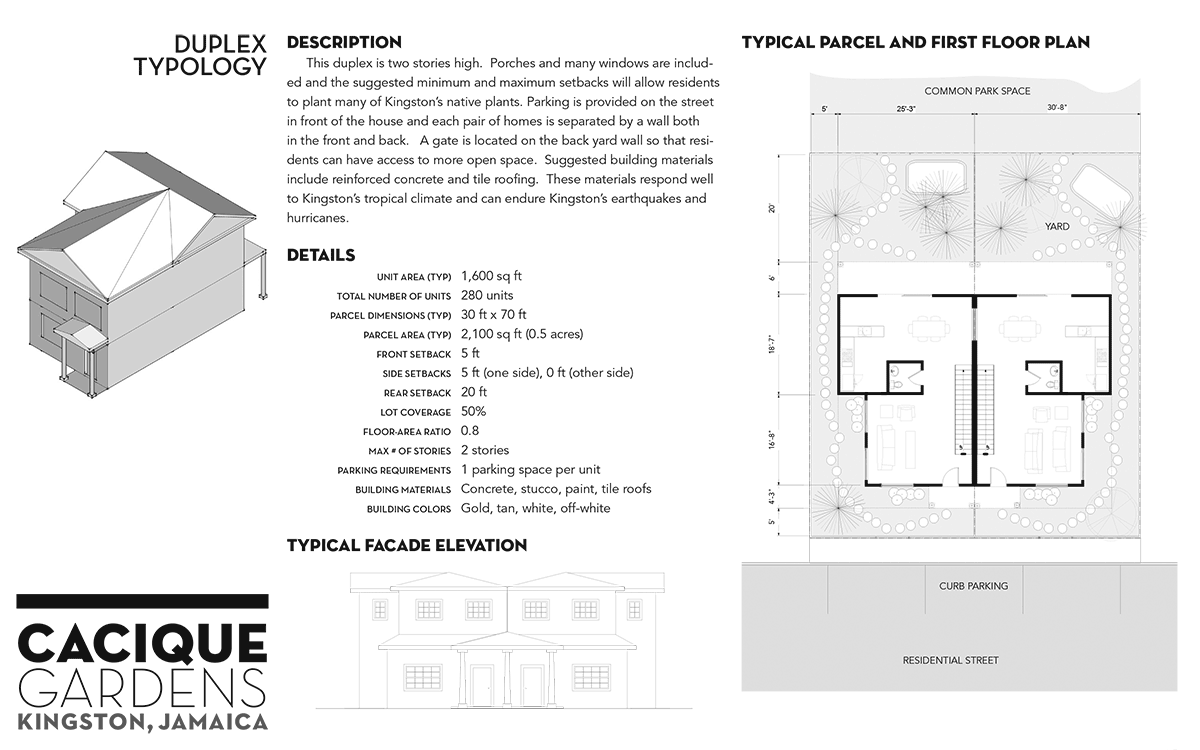 DUPLEX
TYPOLOGY
DESCRIPTION
This duplex is two stories high. Porches and many windows are includ-
ed and the suggested minimum and maximum setbacks will allow residents
to plant many of Kingston's native plants. Parking is provided on the street
in front of the house and each pair of homes is separated by a wall both
in the front and back. A gate is located on the back yard wall so that resi-
dents can have access to more open space. Suggested building materials
include reinforced concrete and tile roofing. These materials respond well
to Kingston's tropical climate and can endure Kingston's earthquakes and
hurricanes.
DETAILS
UNIT AREA (TYP) 1,600 sq ft
TOTAL NUMBER OF UNITS 280 units
PARCEL DIMENSIONS (TYP) 30 ft x 70 ft
PARCEL AREA (TYP) 2,100 sq ft (0.5 acres)
FRONT SETBACK 5 ft
SIDE SETBACKS 5 ft (one side), 0 ft (other side)
REAR SETBACK 20 ft
LOT COVERAGE 50%
FLOOR-AREA RATIO 0.8
MAX # OF STORIES 2 stories
PARKING REQUIREMENTS 1 parking space per unit
BUILDING MATERIALS Concrete, stucco, paint, tile roofs
BUILDING COLORS Gold, tan, white, off-white
TYPICAL FACADE ELEVATION
TYPICAL PARCEL AND FIRST FLOOR PLAN
COMMON PARK SPACE
5' 25'-3" 30'-8"
20'
YARD
6'
18'-7"
16'-8"
4'-3"
5'
CURB PARKING
RESIDENTIAL STREET
CACIQUE
GARDENS
KINGSTON, JAMAICA